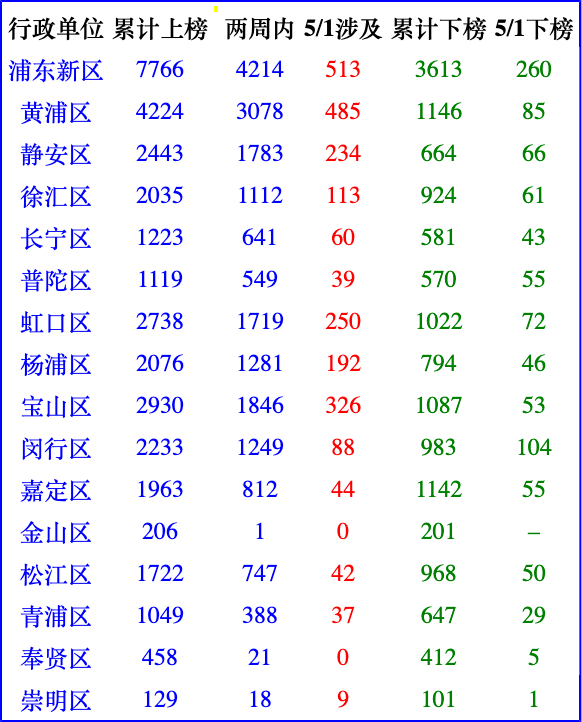 行政单位 累计上榜 两周内 5/1涉及 累计下榜 5/1下榜
浦东新区 7766 4214 513 3613 260
黄浦区 4224 3078 485 1146 85
静安区 2443 1783 234 664 66
徐汇区 2035 1112 113 924 61
长宁区 1223 641 60 581 43
普陀区 1119 549 39 570 55
虹口区 2738 1719 250 1022 72
杨浦区 2076 1281 192 794 46
宝山区 2930 1846 326 1087 53
闵行区 2233 1249 88 983 104
嘉定区 1963 812 44 1142 55
金山区 206 1 0 201 –
松江区 1722 747 42 968 50
青浦区 1049 388 37 647 29
奉贤区 458 21 0 412 5
崇明区 129 18 9 101 1